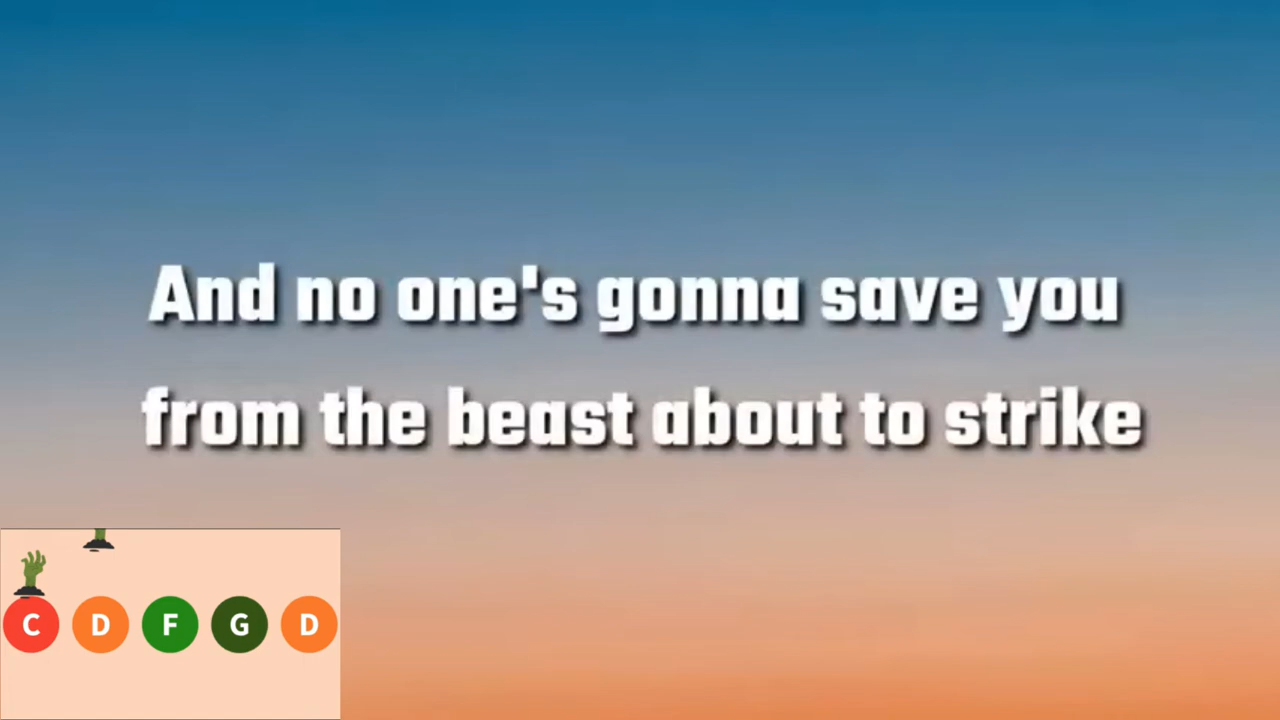 And no one's gonna save you
from the beast about to strike
C D F G D